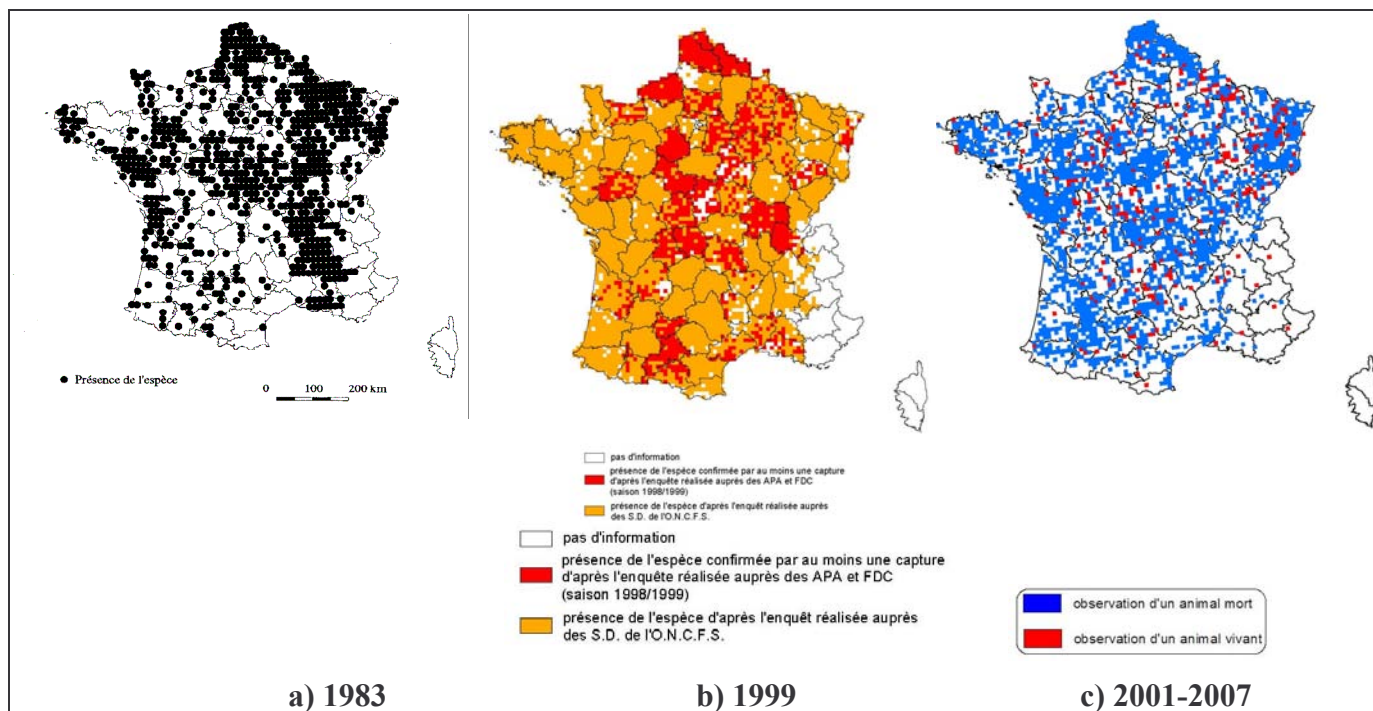 ● Présence de l'espèce
0 100 200 km
pas d'information
présence de l'espèce confirmée par au moins une capture
d'après l'enquête réalisée auprès des APA et FDC
(saison 1998/1999)
présence de l'espèce d'après l'enquêt réalisée auprès
des S.D. de l'O.N.C.F.S.
pas d'information
présence de l'espèce confirmée par au moins une capture
d'après l'enquête réalisée auprès des APA et FDC
(saison 1998/1999)
présence de l'espèce d'après l'enquêt réalisée auprès
des S.D. de l'O.N.C.F.S.
observation d'un animal mort
observation d'un animal vivant
a) 1983
b) 1999
c) 2001-2007